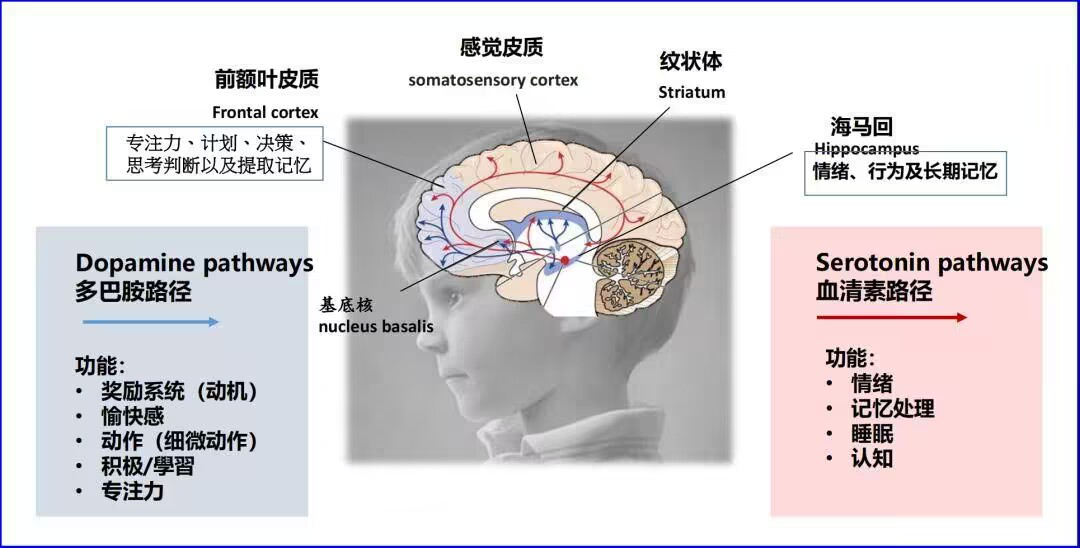 感觉皮质
somatosensory cortex
纹状体
Striatum
前额叶皮质
Frontal cortex
专注力、计划、决策、
思考判断以及提取记忆
海马回
Hippocampus
情绪、行为及长期记忆
Dopamine pathways
多巴胺路径
功能：
• 奖励系统（动机）
• 愉快感
• 动作（细微动作）
• 积极/學習
• 专注力
基底核
nucleus basalis
Serotonin pathways
血清素路径
功能：
• 情绪
• 记忆处理
• 睡眠
• 认知